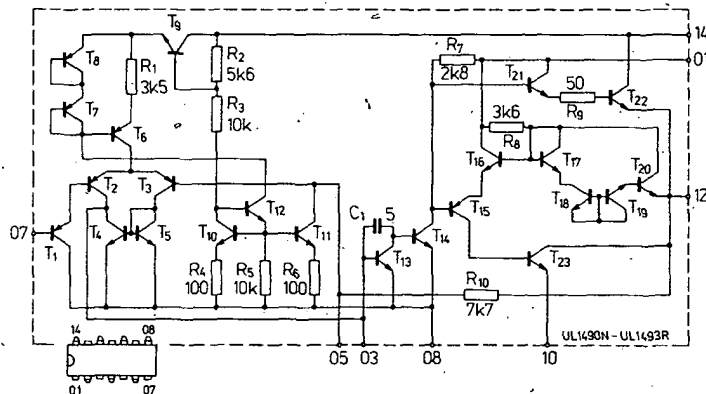 T9
14
T8
R1
3k5
R2
5k6
R7
2k8
01
T21
50
R9
T22
T7
T6
R3
10k
3k6
R8
T16
T17
T20
T2
T3
T12
C1
5
T15
T18
T19
12
07
T1
T4
T5
T10
T11
T14
T13
T23
R4
100
R5
10k
R6
100
R10
7k7
UL1490N-UL1493R
14
08
05
03
08
10
01
07